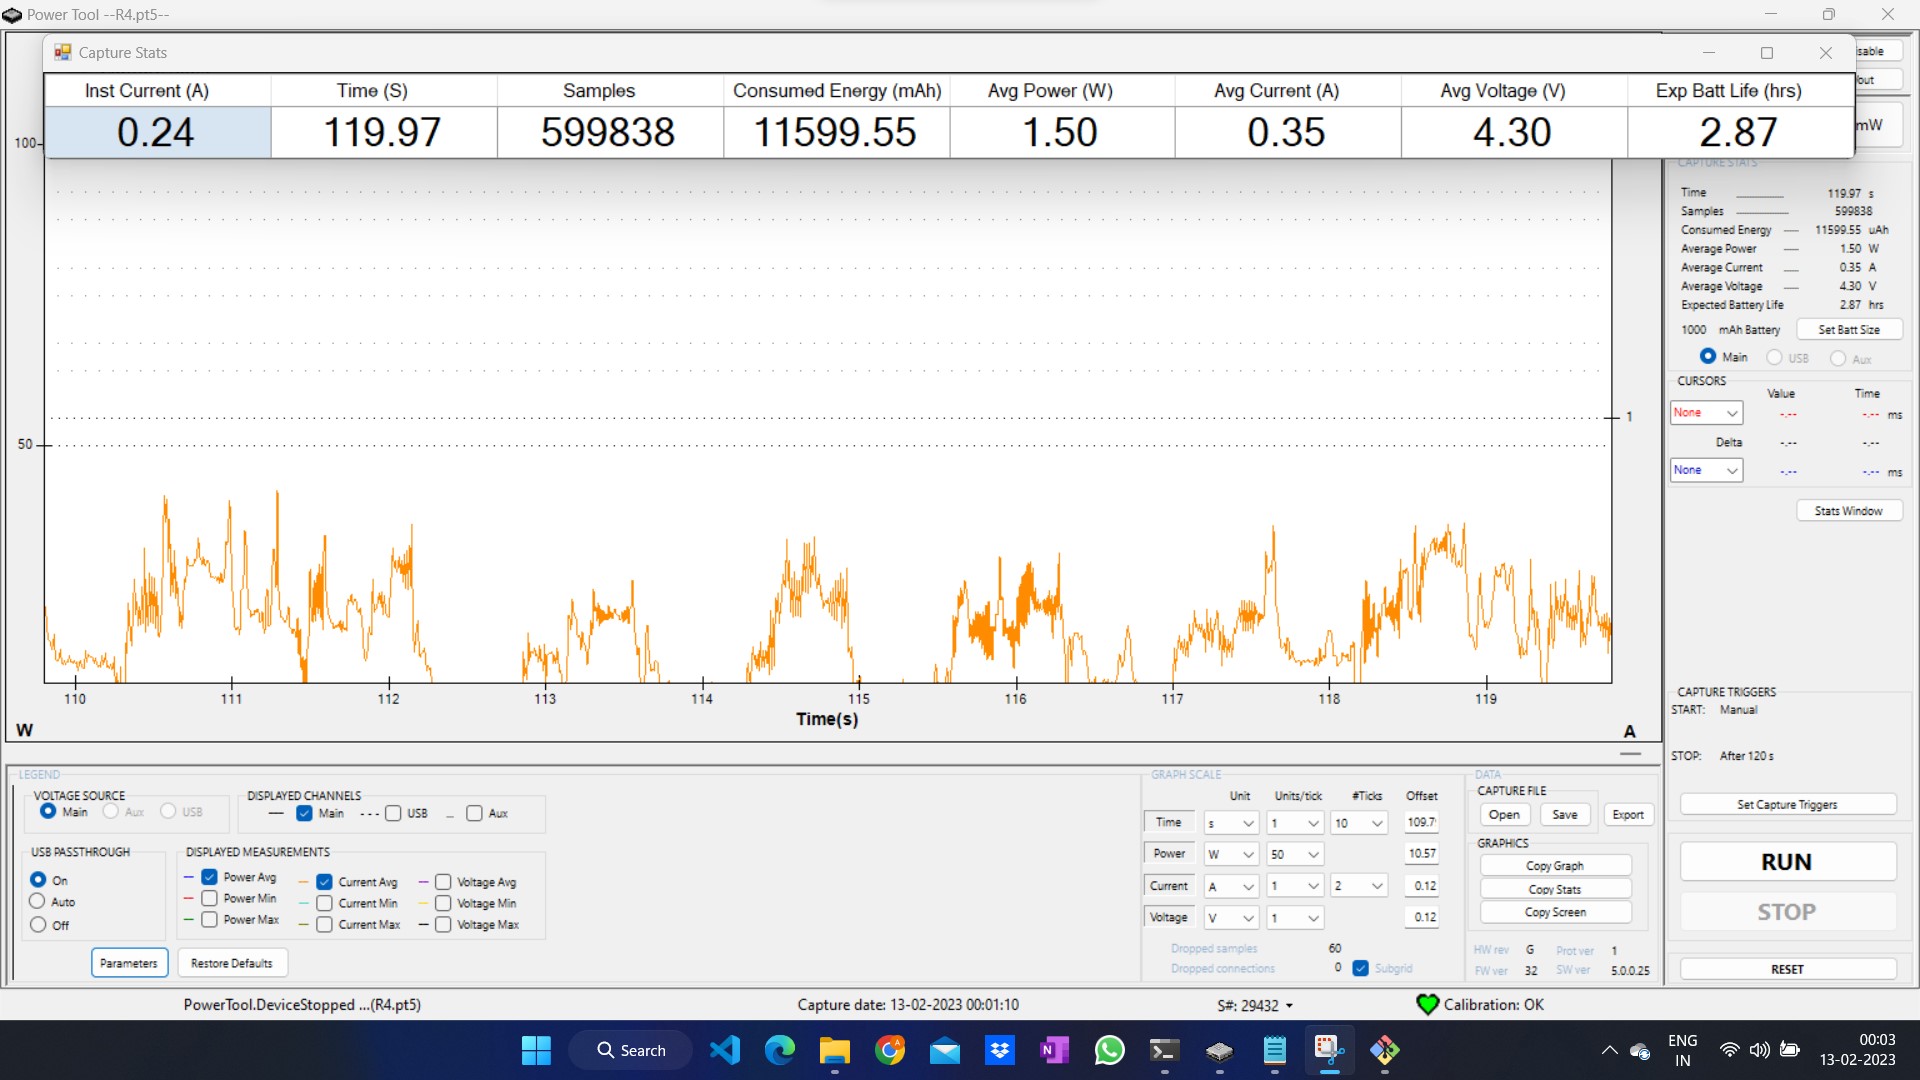 Power Tool --R4.pt5--
Capture Stats
Inst Current (A) Time (S) Samples Consumed Energy (mAh) Avg Power (W) Avg Current (A) Avg Voltage (V) Exp Batt Life (hrs)
0.24 119.97 599838 11599.55 1.50 0.35 4.30 2.87
mW
100
50
1
110 111 112 113 114 115 116 117 118 119
Time(s)
W
A
CAPTURE STATS
Time 119.97 s
Samples 599838
Consumed Energy 11599.55 uAh
Average Power 1.50 W
Average Current 0.35 A
Average Voltage 4.30 V
Expected Battery Life 2.87 hrs
1000 mAh Battery Set Batt Size
Main USB Aux
CURSORS
Value Time
None -.-- -.-- ms
Delta -.-- -.--
None -.-- -.-- ms
Stats Window
CAPTURE TRIGGERS
START: Manual
STOP: After 120 s
Set Capture Triggers
RUN
STOP
RESET
LEGEND
VOLTAGE SOURCE
Main Aux USB
DISPLAYED CHANNELS
Main USB Aux
USB PASSTHROUGH
On
Auto
Off
DISPLAYED MEASUREMENTS
Power Avg Current Avg Voltage Avg
Power Min Current Min Voltage Min
Power Max Current Max Voltage Max
Parameters Restore Defaults
GRAPH SCALE
Unit Units/tick #Ticks Offset
Time s 1 10 109.7
Power W 50 10.57
Current A 1 2 0.12
Voltage V 1 0.12
Dropped samples 60
Dropped connections 0 Subgrid
DATA
CAPTURE FILE
Open Save Export
GRAPHICS
Copy Graph
Copy Stats
Copy Screen
HW rev G Prot ver 1
FW ver 32 SW ver 5.0.0.25
PowerTool.DeviceStopped ...(R4.pt5) Capture date: 13-02-2023 00:01:10 S#: 29432 Calibration: OK
Search
ENG
IN
00:03
13-02-2023